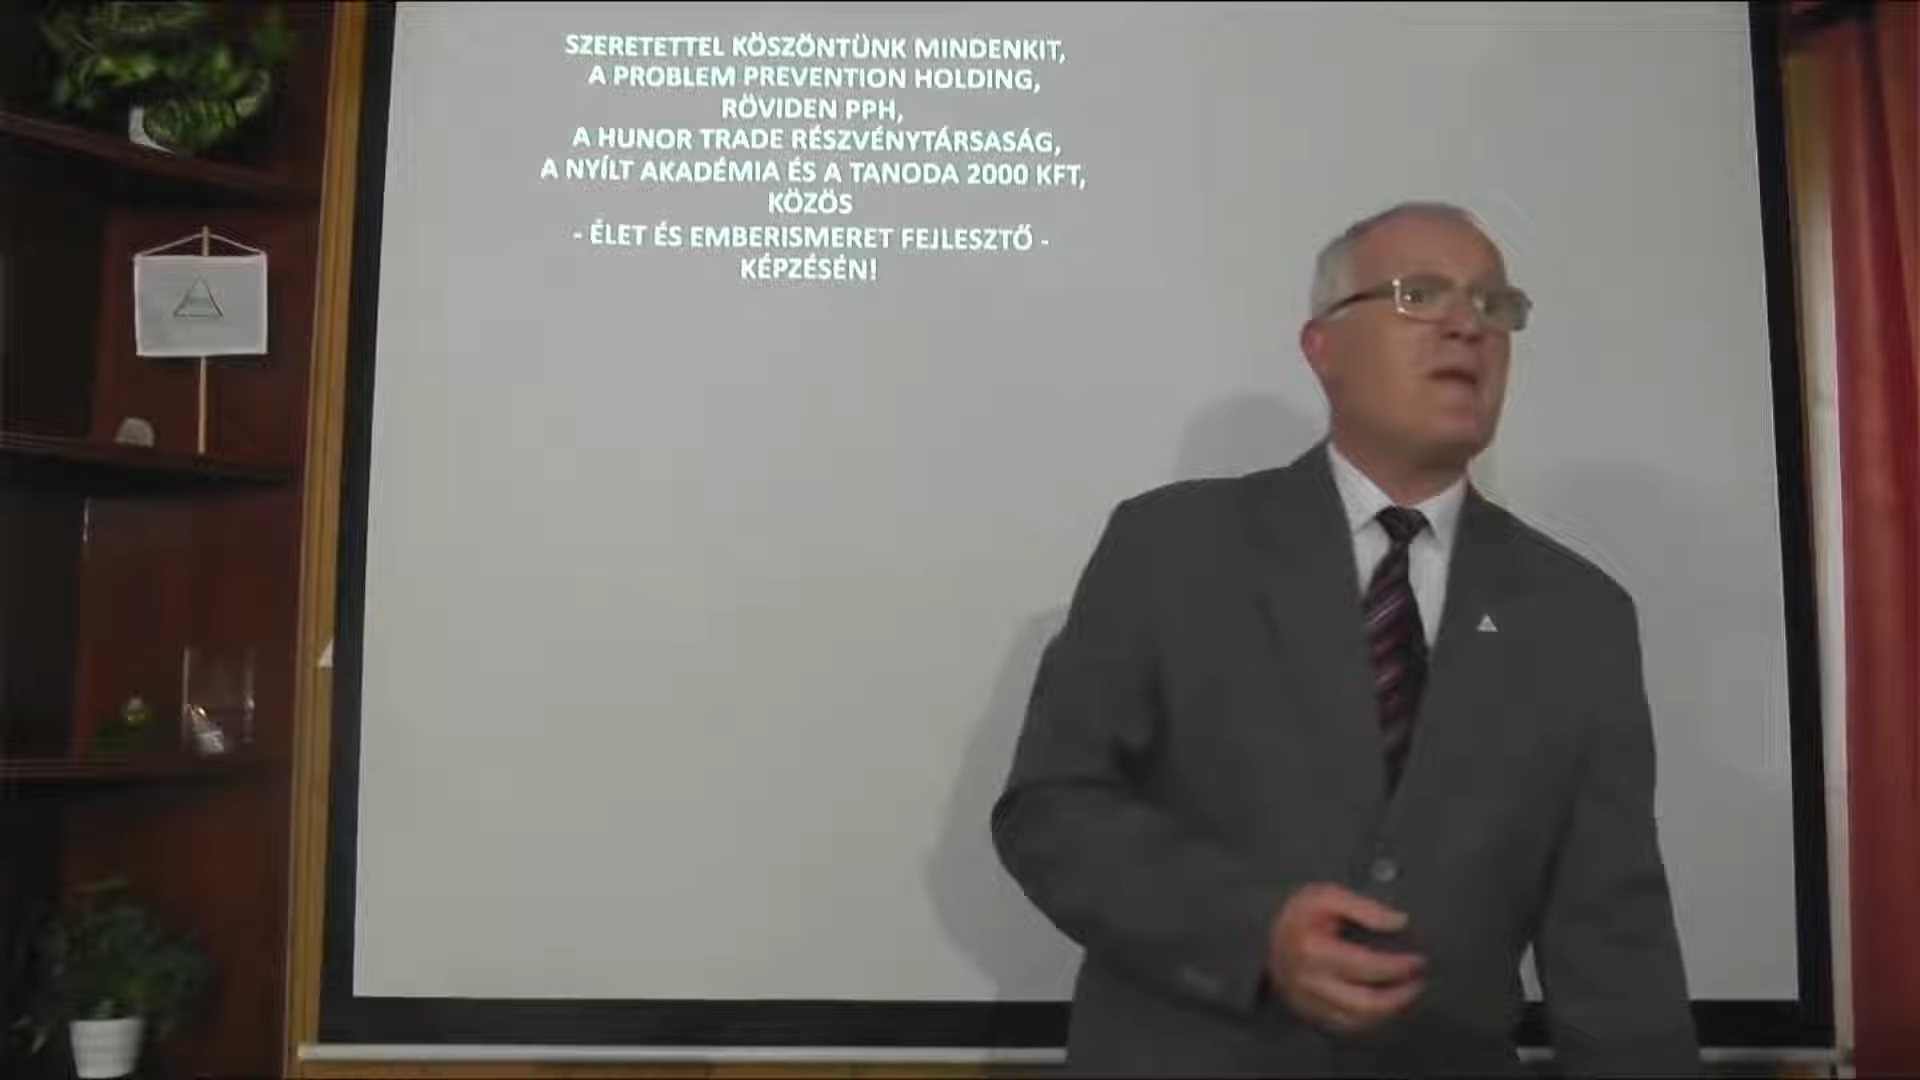 SZERETETTEL KÖSZÖNTÜNK MINDENKIT,
A PROBLEM PREVENTION HOLDING,
RÖVIDEN PPH,
A HUNOR TRADE RÉSZVÉNYTÁRSASÁG,
A NYÍLT AKADÉMIA ÉS A TANODA 2000 KFT,
KÖZÖS
- ÉLET ÉS EMBERISMERET FEJLESZTŐ -
KÉPZÉSÉN!